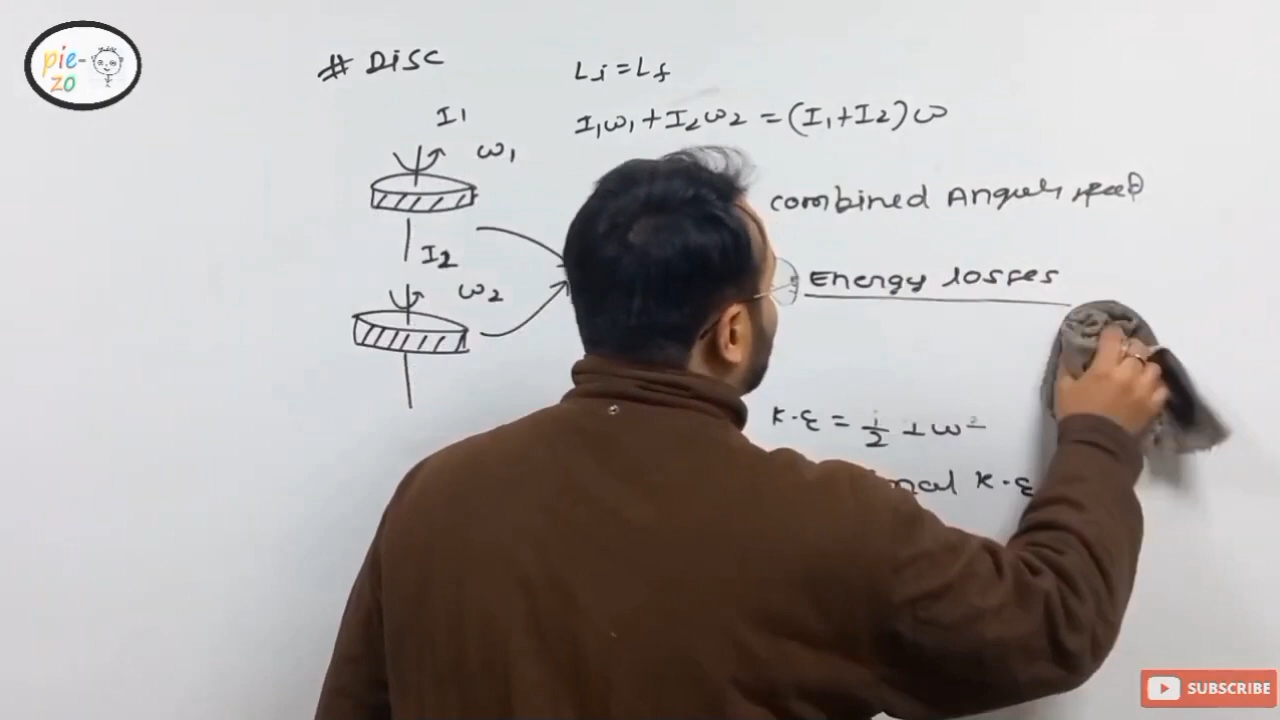 pie-
zo
# DISC
Li = Lf
I1
I1ω1 + I2ω2 = (I1+I2)ω
ω1
combined Angular speed
I2
Energy losses
ω2
K.E = 1/2 Iω²
K.E
SUBSCRIBE